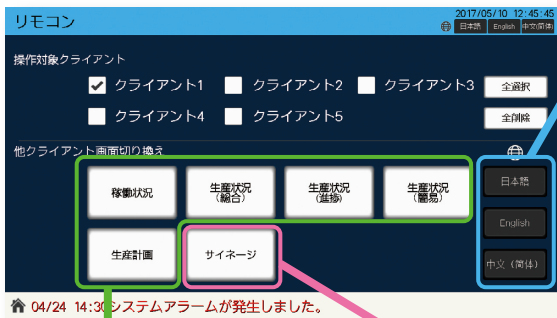 リモコン
2017/05/10 12:45:45
日本語 English 中文(简体)
操作対象クライアント
クライアント1 クライアント2 クライアント3 全選択
クライアント4 クライアント5 全削除
他クライアント画面切り換え
稼働状況
生産状況
(総合)
生産状況
(進捗)
生産状況
(簡易)
日本語
English
中文（简体）
生産計画
サイネージ
04/24 14:30システムアラームが発生しました。